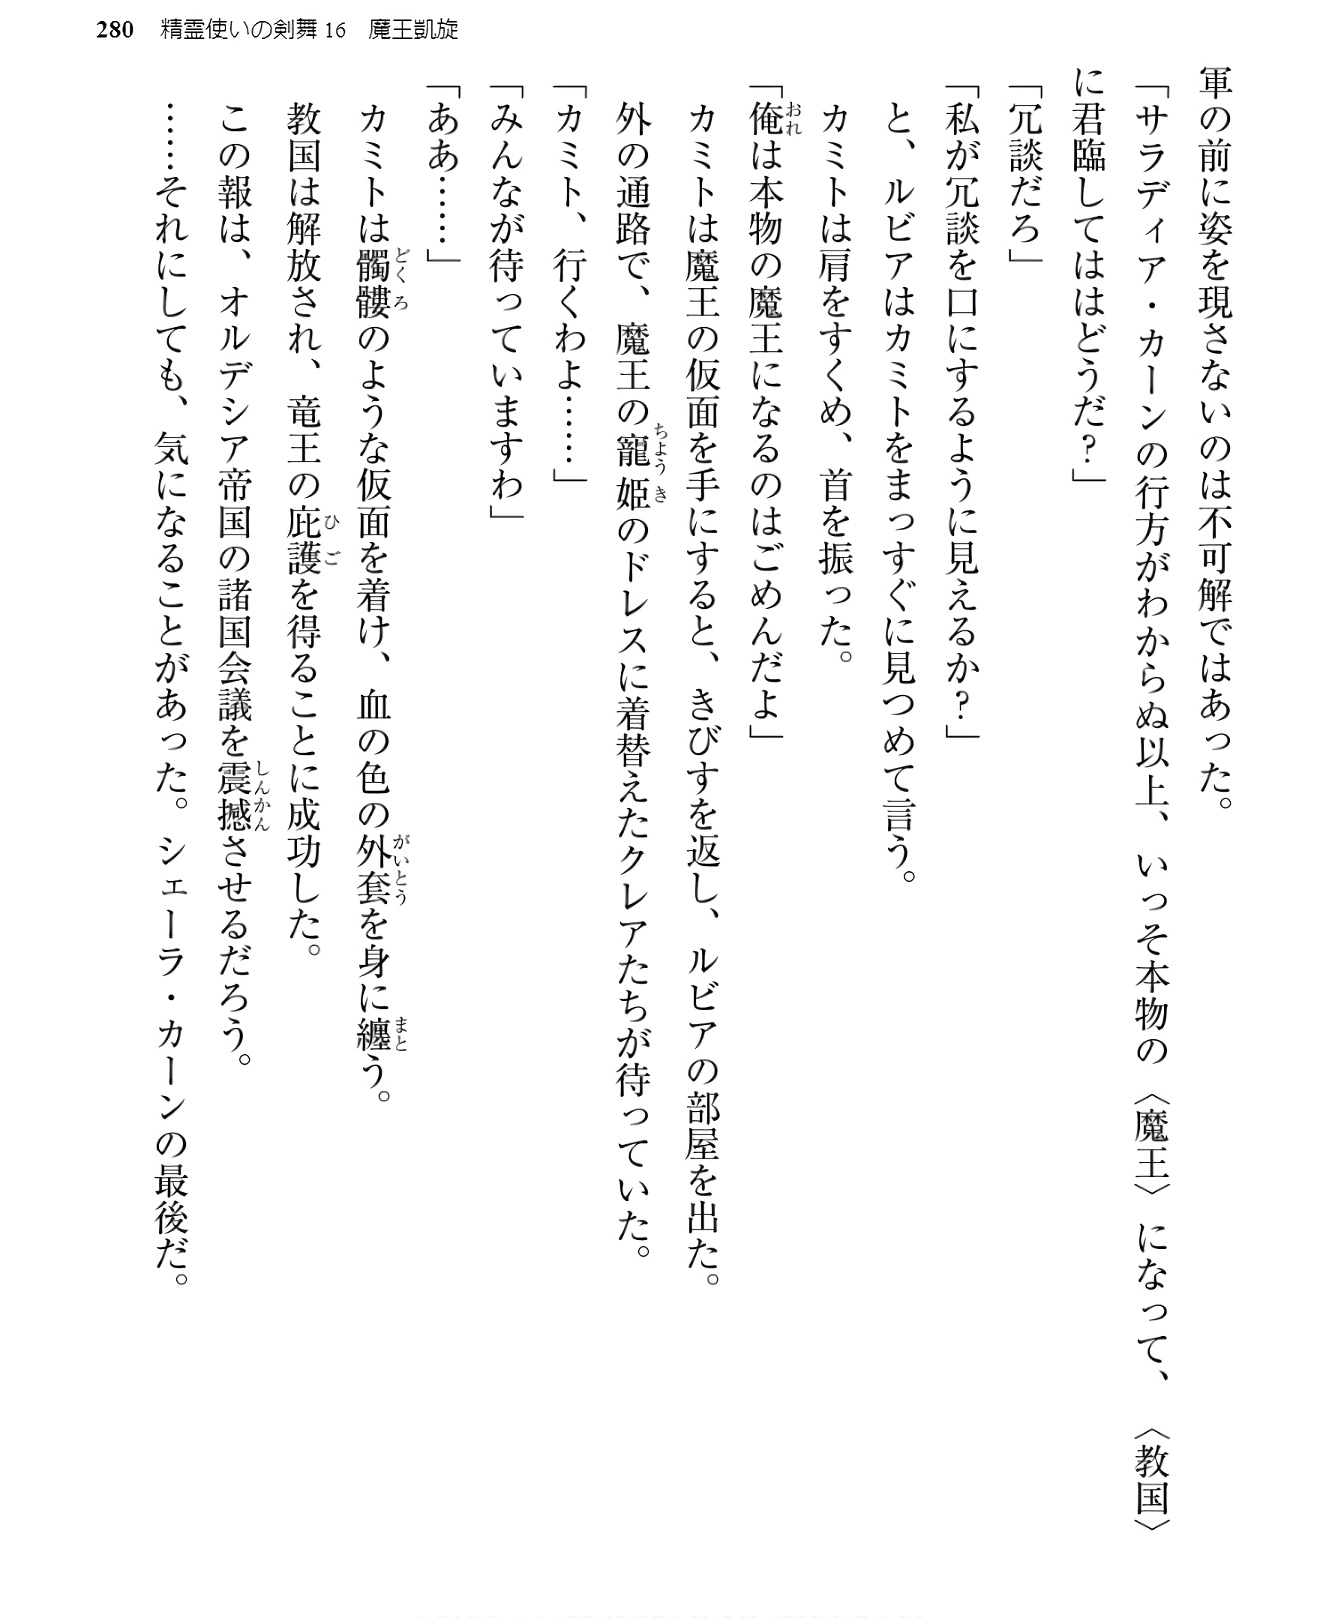 280 精霊使いの剣舞16 魔王凱旋
軍の前に姿を現さないのは不可解ではあった。
「サラディア・カーンの行方がわからぬ以上、いっそ本物の〈魔王〉になって、〈教国〉
に君臨してははどうだ?」
「冗談だろ」
「私が冗談を口にするように見えるか?」
と、ルビアはカミトをまっすぐに見つめて言う。
カミトは肩をすくめ、首を振った。
「俺は本物の魔王になるのはごめんだよ」
カミトは魔王の仮面を手にすると、きびすを返し、ルビアの部屋を出た。
外の通路で、魔王の寵姫のドレスに着替えたクレアたちが待っていた。
「カミト、行くわよ……」
「みんなが待っていますわ」
「ああ……」
カミトは髑髏のような仮面を着け、血の色の外套を身に纏う。
教国は解放され、竜王の庇護を得ることに成功した。
この報は、オルデシア帝国の諸国会議を震撼させるだろう。
……それにしても、気になることがあった。シェーラ・カーンの最後だ。